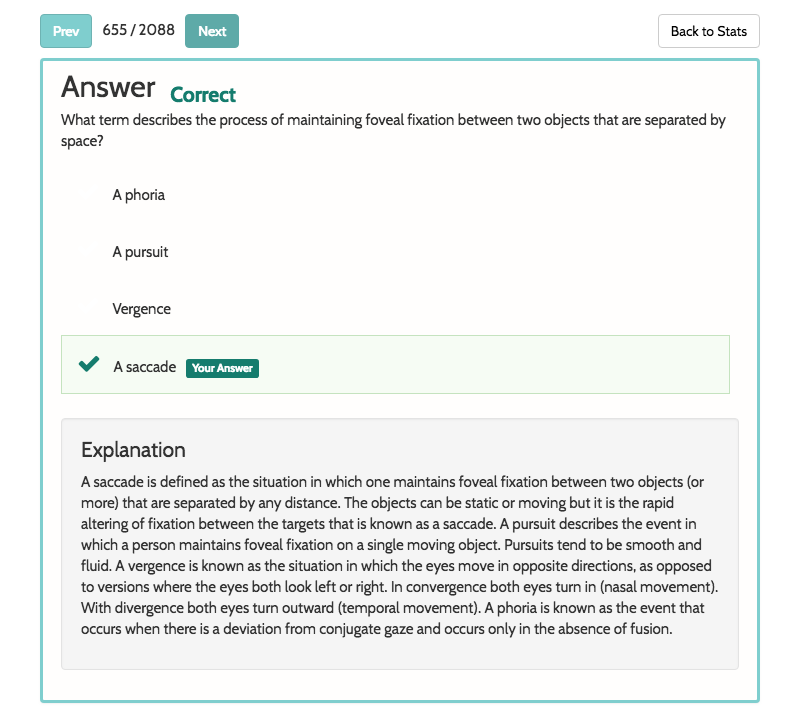 Prev 655 / 2088 Next Back to Stats
Answer Correct
What term describes the process of maintaining foveal fixation between two objects that are separated by
space?
A phoria
A pursuit
Vergence
A saccade Your Answer
Explanation
A saccade is defined as the situation in which one maintains foveal fixation between two objects (or
more) that are separated by any distance. The objects can be static or moving but it is the rapid
altering of fixation between the targets that is known as a saccade. A pursuit describes the event in
which a person maintains foveal fixation on a single moving object. Pursuits tend to be smooth and
fluid. A vergence is known as the situation in which the eyes move in opposite directions, as opposed
to versions where the eyes both look left or right. In convergence both eyes turn in (nasal movement).
With divergence both eyes turn outward (temporal movement). A phoria is known as the event that
occurs when there is a deviation from conjugate gaze and occurs only in the absence of fusion.